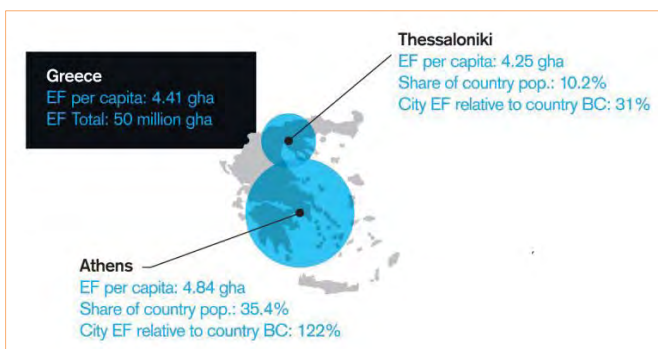 Thessaloniki
EF per capita: 4.25 gha
Share of country pop.: 10.2%
City EF relative to country BC: 31%
Greece
EF per capita: 4.41 gha
EF Total: 50 million gha
Athens
EF per capita: 4.84 gha
Share of country pop.: 35.4%
City EF relative to country BC: 122%